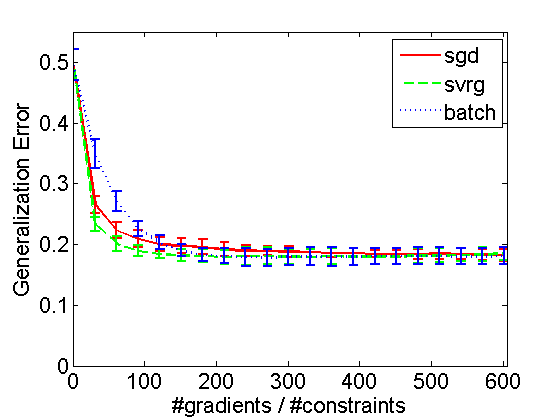 Generalization Error
0.5
0.4
0.3
0.2
0.1
0
sgd
svrg
batch
0 100 200 300 400 500 600
#gradients / #constraints